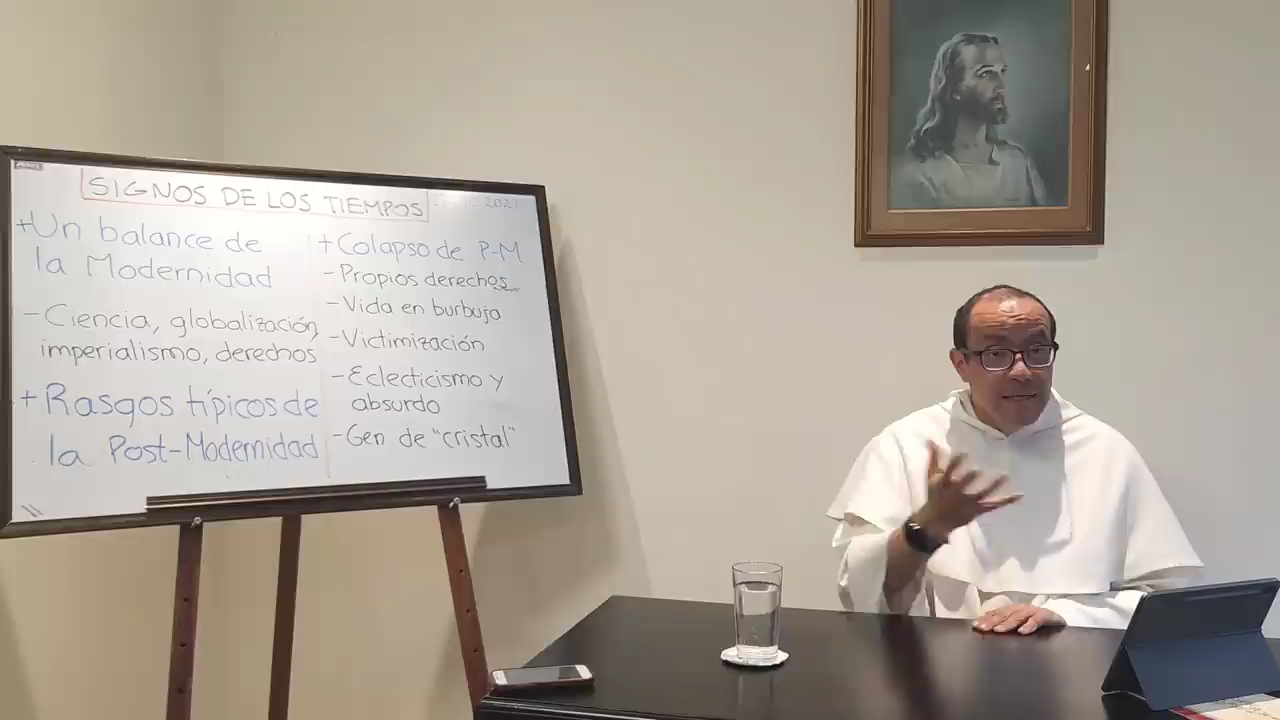 SIGNOS DE LOS TIEMPOS
+Un balance de
la Modernidad
- Ciencia, globalización,
imperialismo, derechos
+ Rasgos típicos de
la Post-Modernidad
+ Colapso de P-M
- Propios derechos...
- Vida en burbuja
- Victimización
- Eclecticismo y
absurdo
- Gen de "cristal"